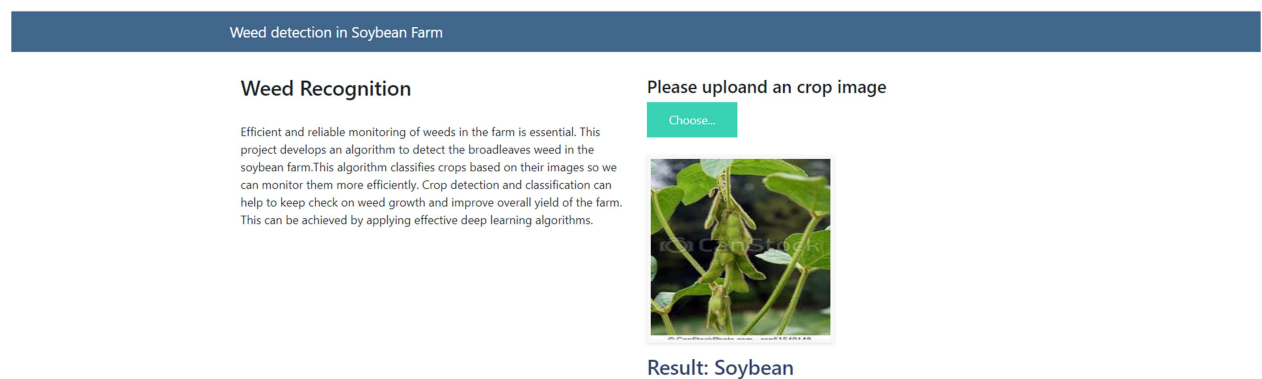 Weed detection in Soybean Farm
Weed Recognition
Efficient and reliable monitoring of weeds in the farm is essential. This
project develops an algorithm to detect the broadleaves weed in the
soybean farm.This algorithm classifies crops based on their images so we
can monitor them more efficiently. Crop detection and classification can
help to keep check on weed growth and improve overall yield of the farm.
This can be achieved by applying effective deep learning algorithms.
Please uploand an crop image
Choose...
CanStock
Result: Soybean